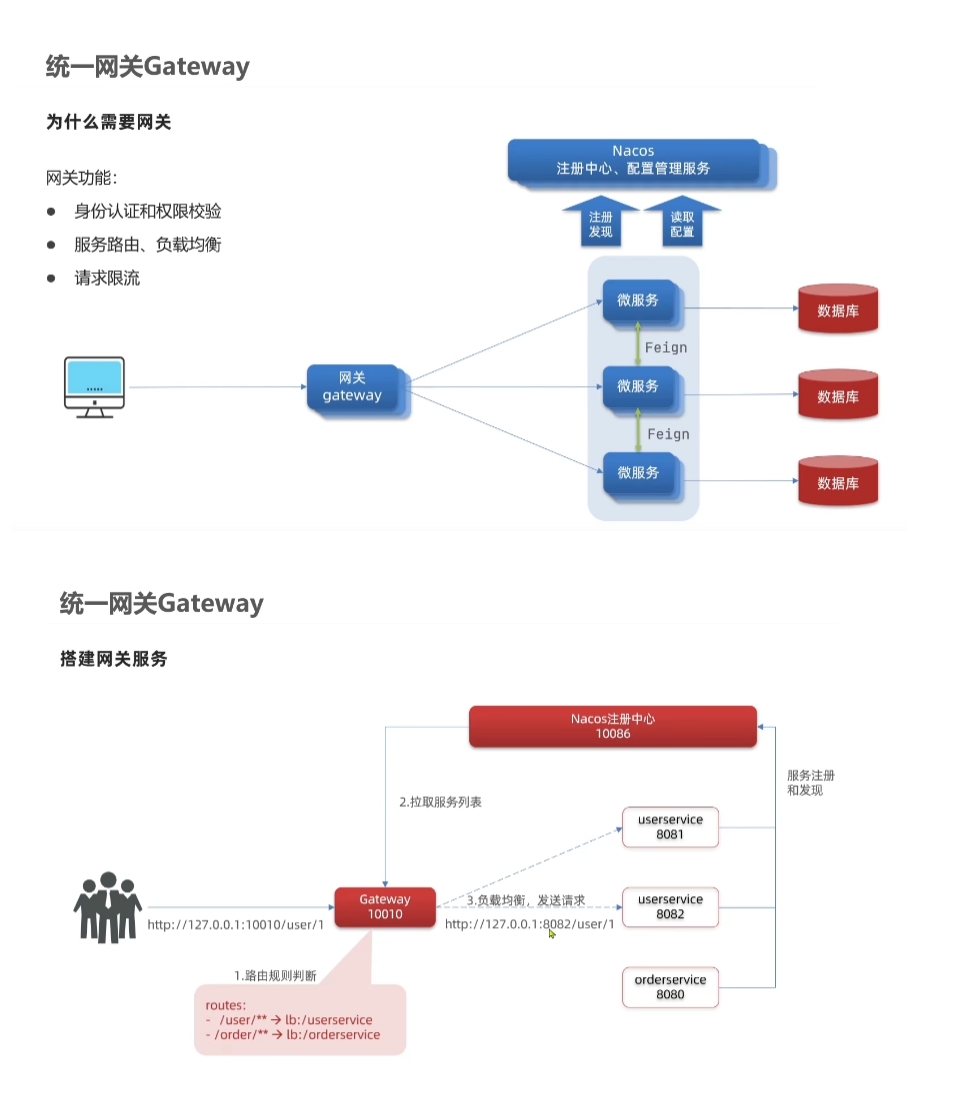 统一网关Gateway
为什么需要网关
网关功能：
● 身份认证和权限校验
● 服务路由、负载均衡
● 请求限流
Nacos
注册中心、配置管理服务
注册
发现
读取
配置
微服务
数据库
Feign
网关
gateway
微服务
数据库
Feign
微服务
数据库
统一网关Gateway
搭建网关服务
Nacos注册中心
10086
服务注册
和发现
2.拉取服务列表
userservice
8081
Gateway
10010
3.负载均衡，发送请求
userservice
8082
http://127.0.0.1:10010/user/1
http://127.0.0.1:8082/user/1
1.路由规则判断
orderservice
8080
routes:
- /user/** → lb:/userservice
- /order/** → lb:/orderservice